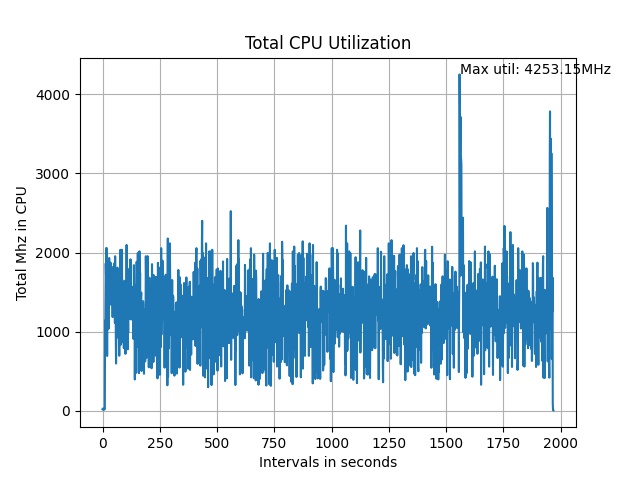 Total CPU Utilization
Max util: 4253.15MHz
Total Mhz in CPU
4000
3000
2000
1000
0
0 250 500 750 1000 1250 1500 1750 2000
Intervals in seconds